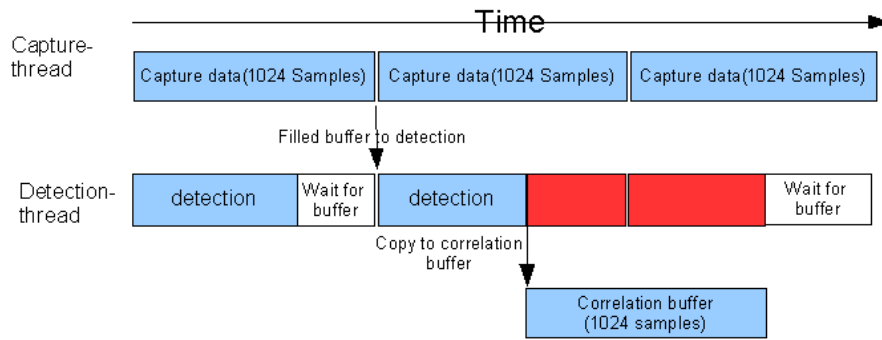 Time
Capture-
thread
Capture data(1024 Samples)
Capture data(1024 Samples)
Capture data(1024 Samples)
Filled buffer to detection
Detection-
thread
detection
Wait for
buffer
detection
Wait for
buffer
Copy to correlation
buffer
Correlation buffer
(1024 samples)